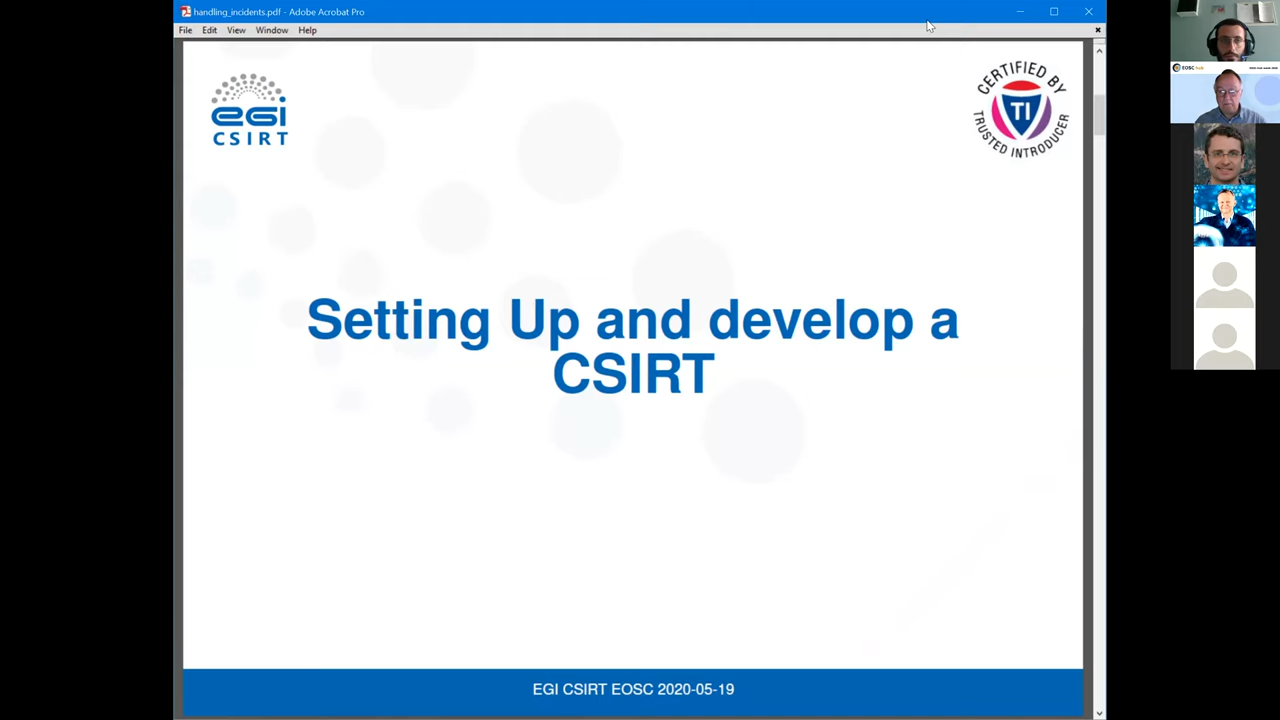 handling_incidents.pdf - Adobe Acrobat Pro
File Edit View Window Help
egi
CSIRT
CERTIFIED BY
TI
TRUSTED INTRODUCER
Setting Up and develop a
CSIRT
EGI CSIRT EOSC 2020-05-19
EOSC